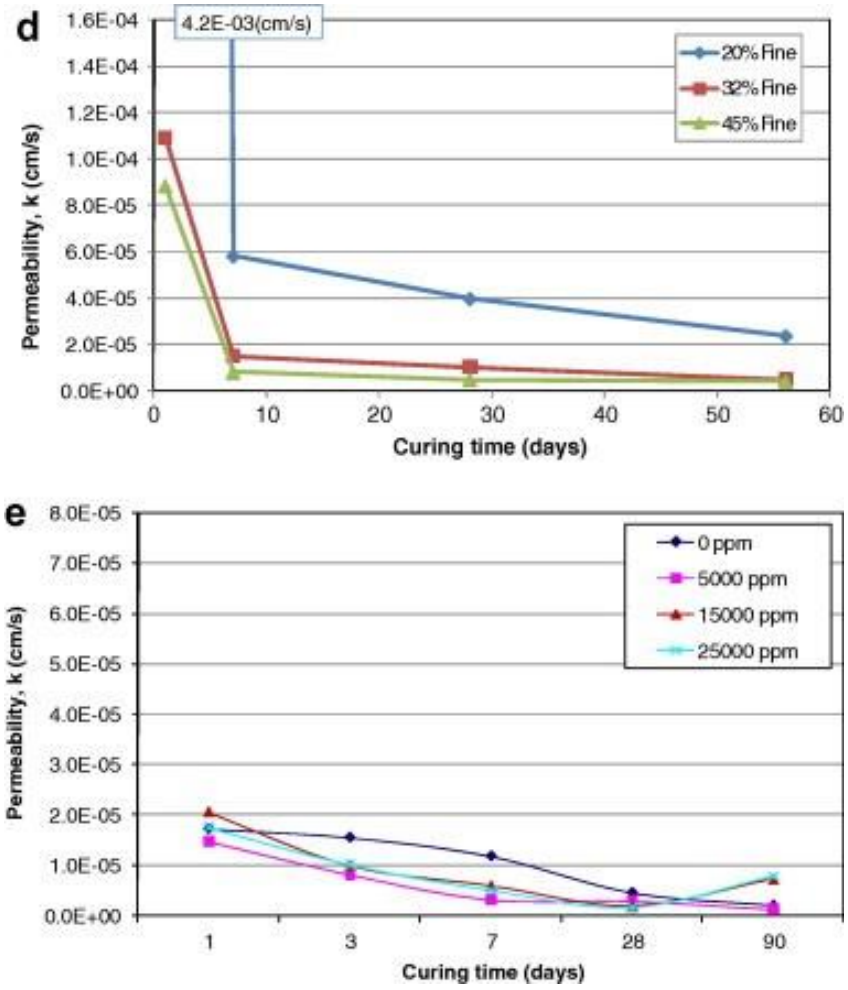 d
4.2E-03(cm/s)
1.6E-04
1.4E-04
1.2E-04
1.0E-04
8.0E-05
6.0E-05
4.0E-05
2.0E-05
0.0E+00
Permeability, k (cm/s)
20% Fine
32% Fine
45% Fine
0 10 20 30 40 50 60
Curing time (days)
e
8.0E-05
7.0E-05
6.0E-05
5.0E-05
4.0E-05
3.0E-05
2.0E-05
1.0E-05
0.0E+00
Permeability, k (cm/s)
0 ppm
5000 ppm
15000 ppm
25000 ppm
1 3 7 28 90
Curing time (days)